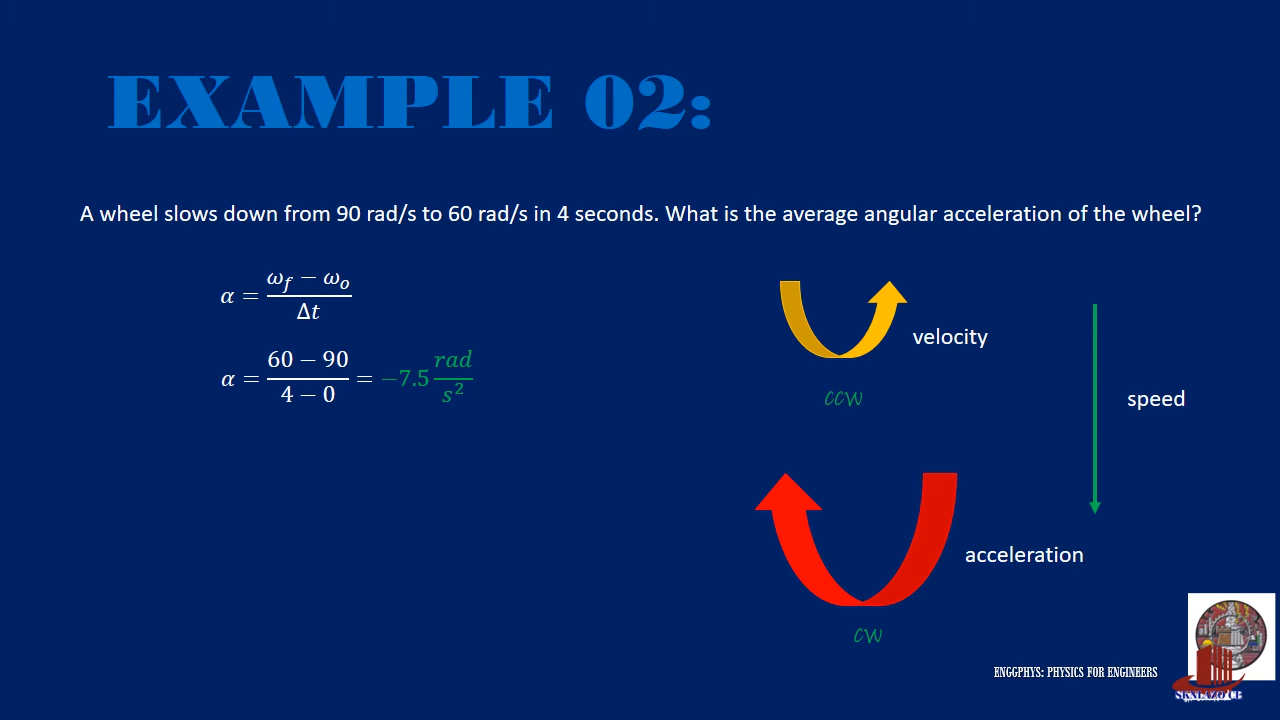 EXAMPLE 02:
A wheel slows down from 90 rad/s to 60 rad/s in 4 seconds. What is the average angular acceleration of the wheel?
α = (ω_f − ω_o) / Δt
α = (60 − 90) / (4 − 0) = −7.5 rad/s²
velocity
CCW
speed
acceleration
CW
ENGGPHYS: PHYSICS FOR ENGINEERS